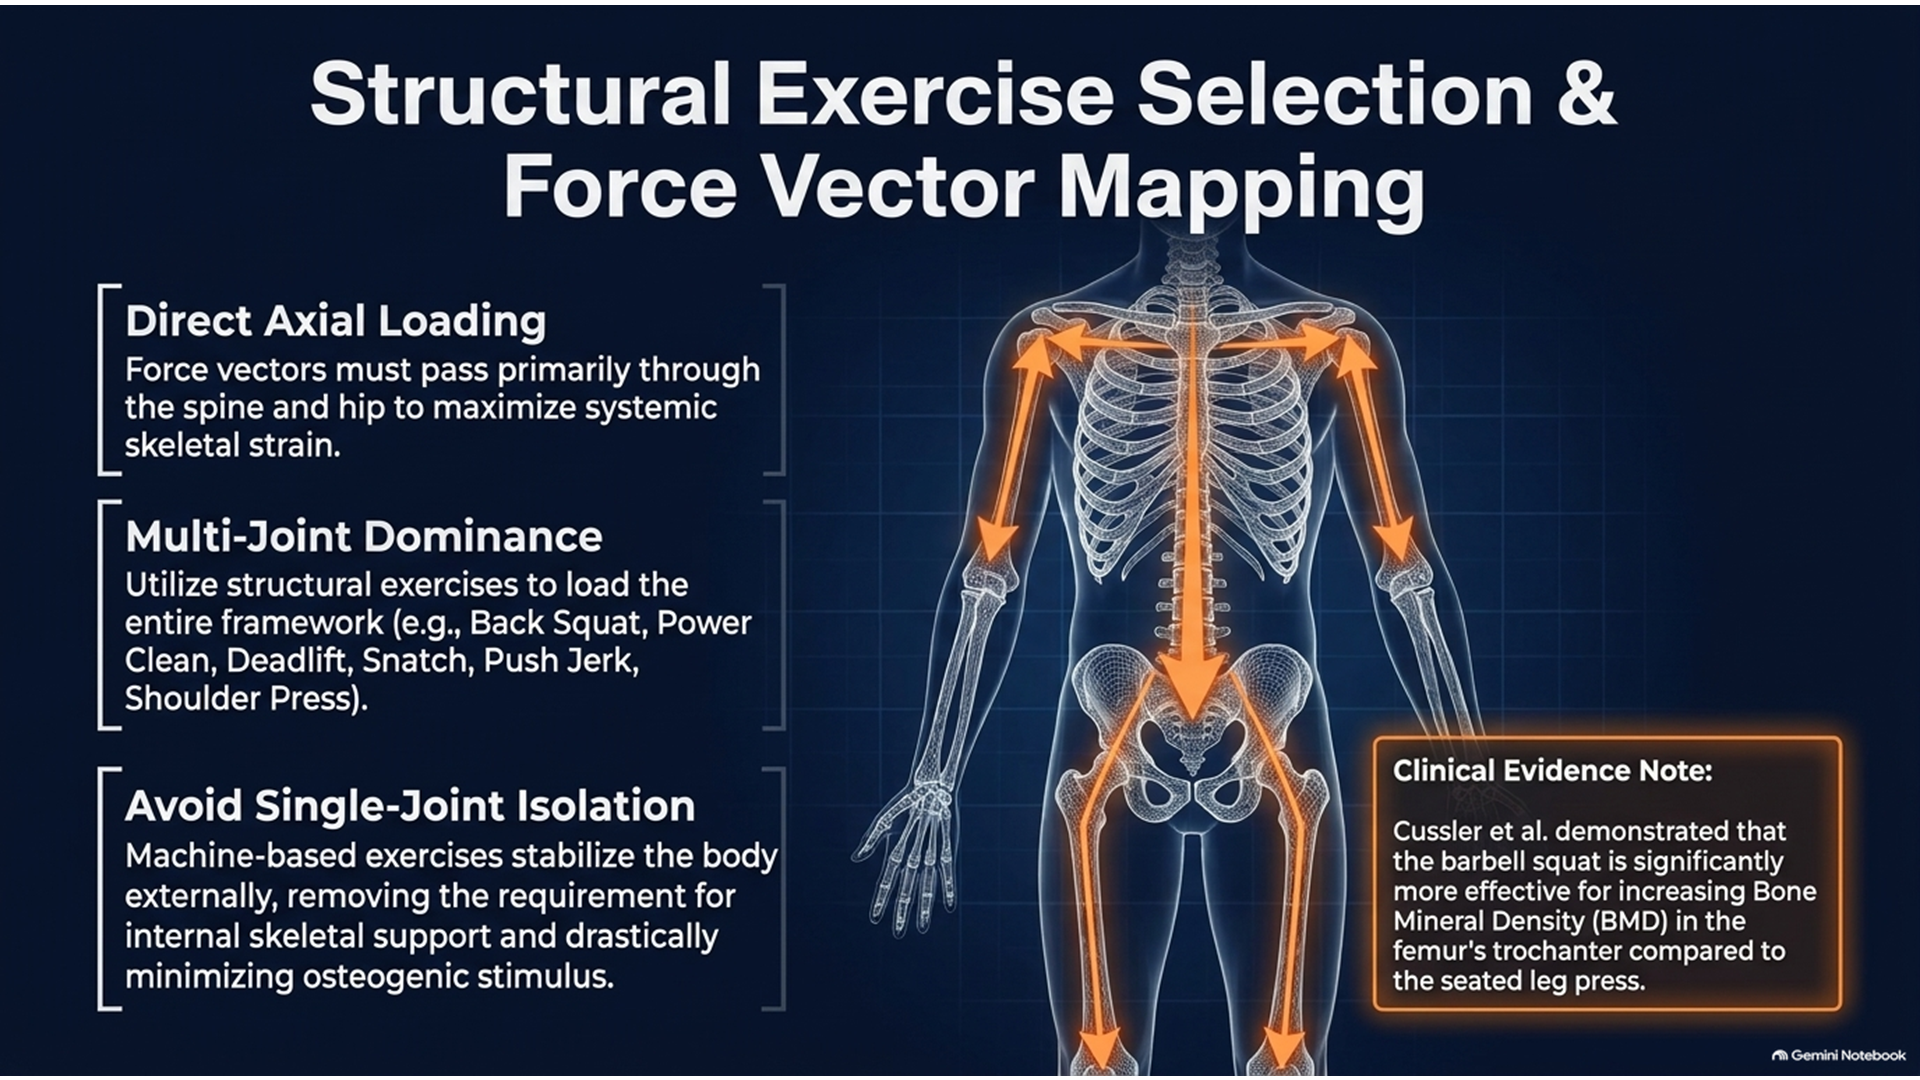 Structural Exercise Selection &
Force Vector Mapping
Direct Axial Loading
Force vectors must pass primarily through
the spine and hip to maximize systemic
skeletal strain.
Multi-Joint Dominance
Utilize structural exercises to load the
entire framework (e.g., Back Squat, Power
Clean, Deadlift, Snatch, Push Jerk,
Shoulder Press).
Avoid Single-Joint Isolation
Machine-based exercises stabilize the body
externally, removing the requirement for
internal skeletal support and drastically
minimizing osteogenic stimulus.
Clinical Evidence Note:
Cussler et al. demonstrated that
the barbell squat is significantly
more effective for increasing Bone
Mineral Density (BMD) in the
femur's trochanter compared to
the seated leg press.
Gemini Notebook